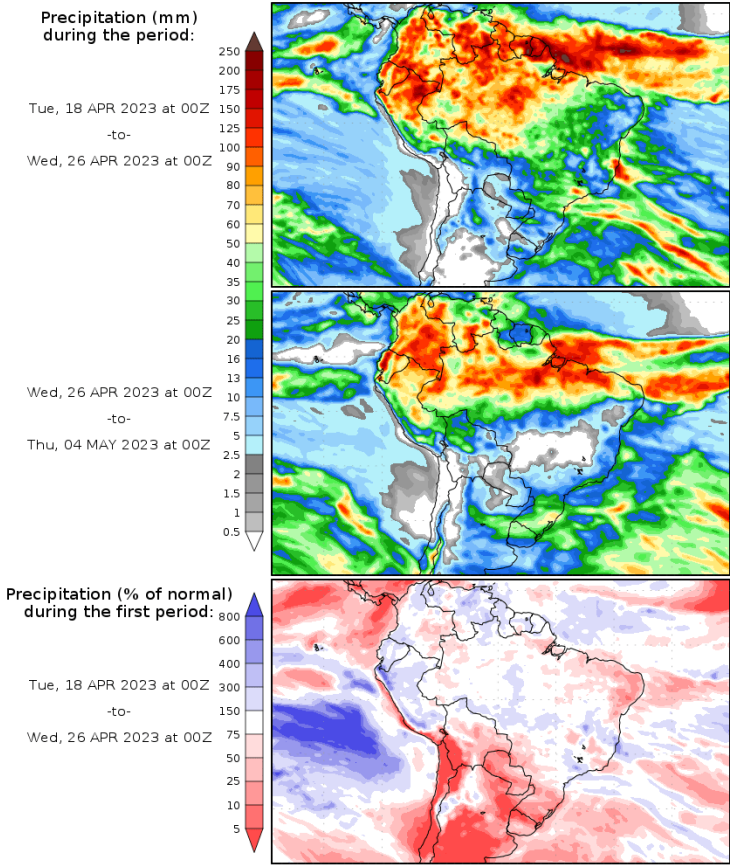 Precipitation (mm)
during the period:
250
200
175
150
125
100
90
80
70
60
50
40
35
30
25
20
16
13
10
7.5
5
2.5
2
1.5
1
0.5
Tue, 18 APR 2023 at 00Z
-to-
Wed, 26 APR 2023 at 00Z
Wed, 26 APR 2023 at 00Z
-to-
Thu, 04 MAY 2023 at 00Z
Precipitation (% of normal)
during the first period:
800
600
400
300
150
75
50
25
10
5
Tue, 18 APR 2023 at 00Z
-to-
Wed, 26 APR 2023 at 00Z